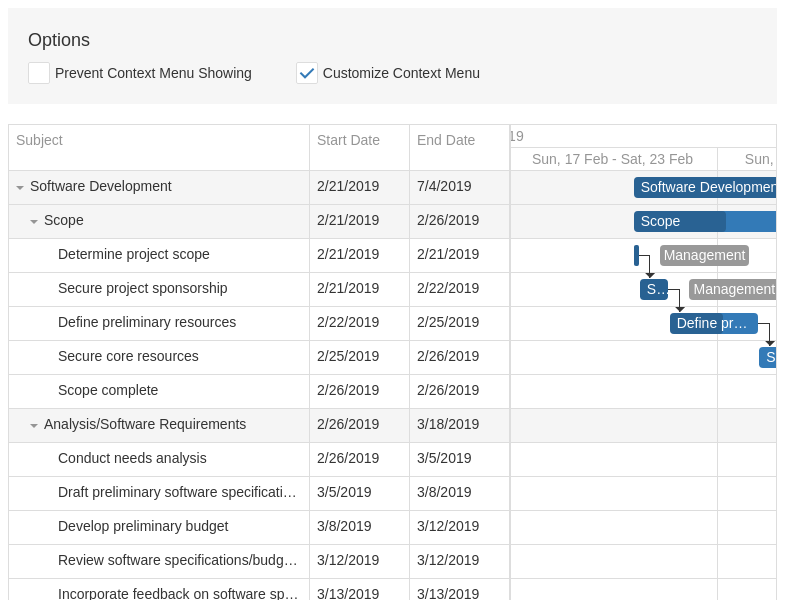 Options
Prevent Context Menu Showing Customize Context Menu
Subject Start Date End Date 19
Sun, 17 Feb - Sat, 23 Feb Sun,
Software Development 2/21/2019 7/4/2019 Software Developmen
Scope 2/21/2019 2/26/2019 Scope
Determine project scope 2/21/2019 2/21/2019 Management
Secure project sponsorship 2/21/2019 2/22/2019 S… Management
Define preliminary resources 2/22/2019 2/25/2019 Define pr…
Secure core resources 2/25/2019 2/26/2019 S
Scope complete 2/26/2019 2/26/2019
Analysis/Software Requirements 2/26/2019 3/18/2019
Conduct needs analysis 2/26/2019 3/5/2019
Draft preliminary software specificati… 3/5/2019 3/8/2019
Develop preliminary budget 3/8/2019 3/12/2019
Review software specifications/budg… 3/12/2019 3/12/2019
Incorporate feedback on software sp… 3/13/2019 3/13/2019